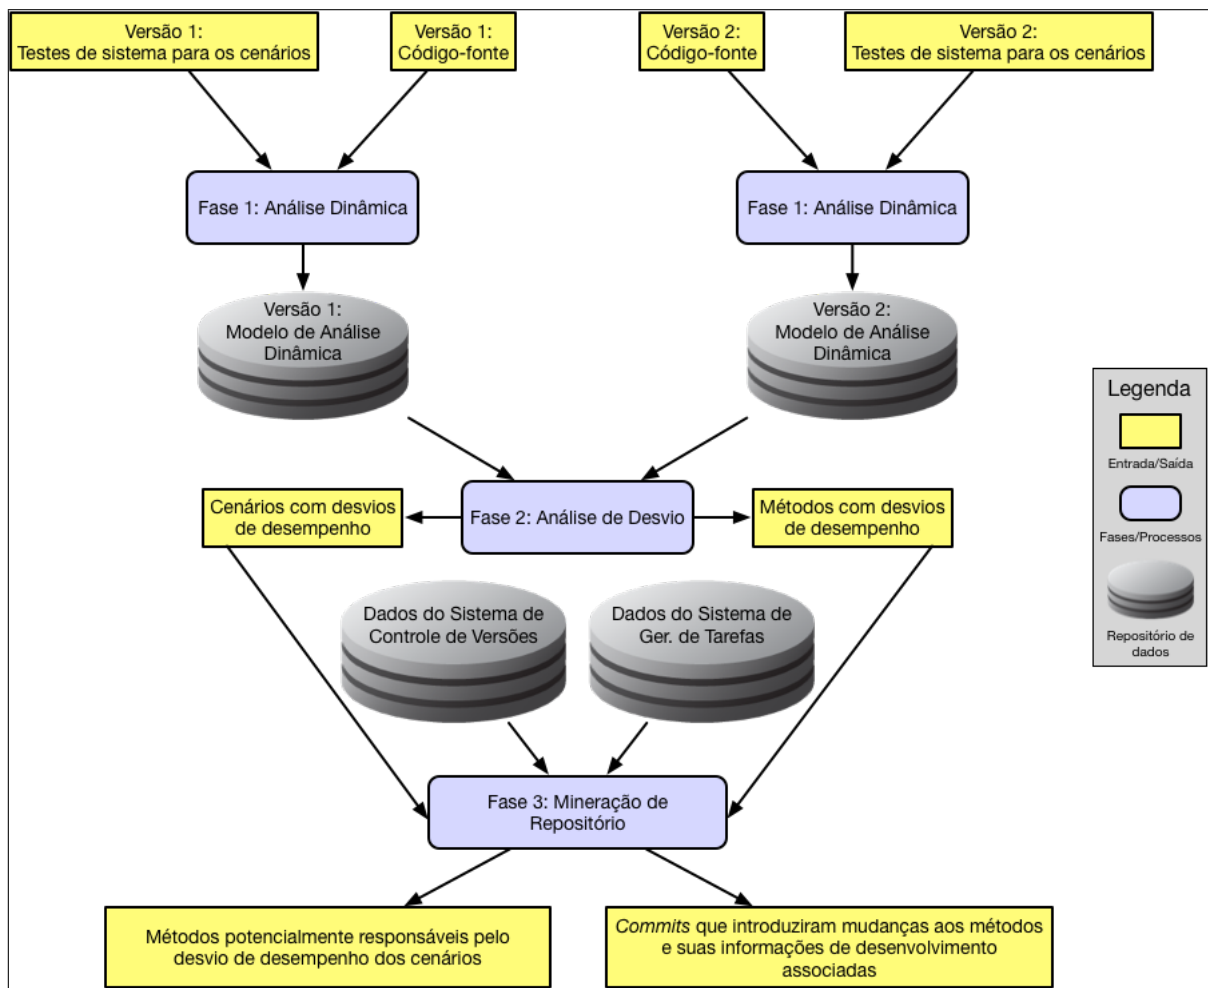 Versão 1:
Testes de sistema para os cenários
Versão 1:
Código-fonte
Versão 2:
Código-fonte
Versão 2:
Testes de sistema para os cenários
Fase 1: Análise Dinâmica
Fase 1: Análise Dinâmica
Versão 1:
Modelo de Análise
Dinâmica
Versão 2:
Modelo de Análise
Dinâmica
Legenda
Entrada/Saída
Fases/Processos
Repositório de
dados
Cenários com desvios
de desempenho
Fase 2: Análise de Desvio
Métodos com desvios
de desempenho
Dados do Sistema de
Controle de Versões
Dados do Sistema de
Ger. de Tarefas
Fase 3: Mineração de
Repositório
Métodos potencialmente responsáveis pelo
desvio de desempenho dos cenários
Commits que introduziram mudanças aos métodos
e suas informações de desenvolvimento
associadas